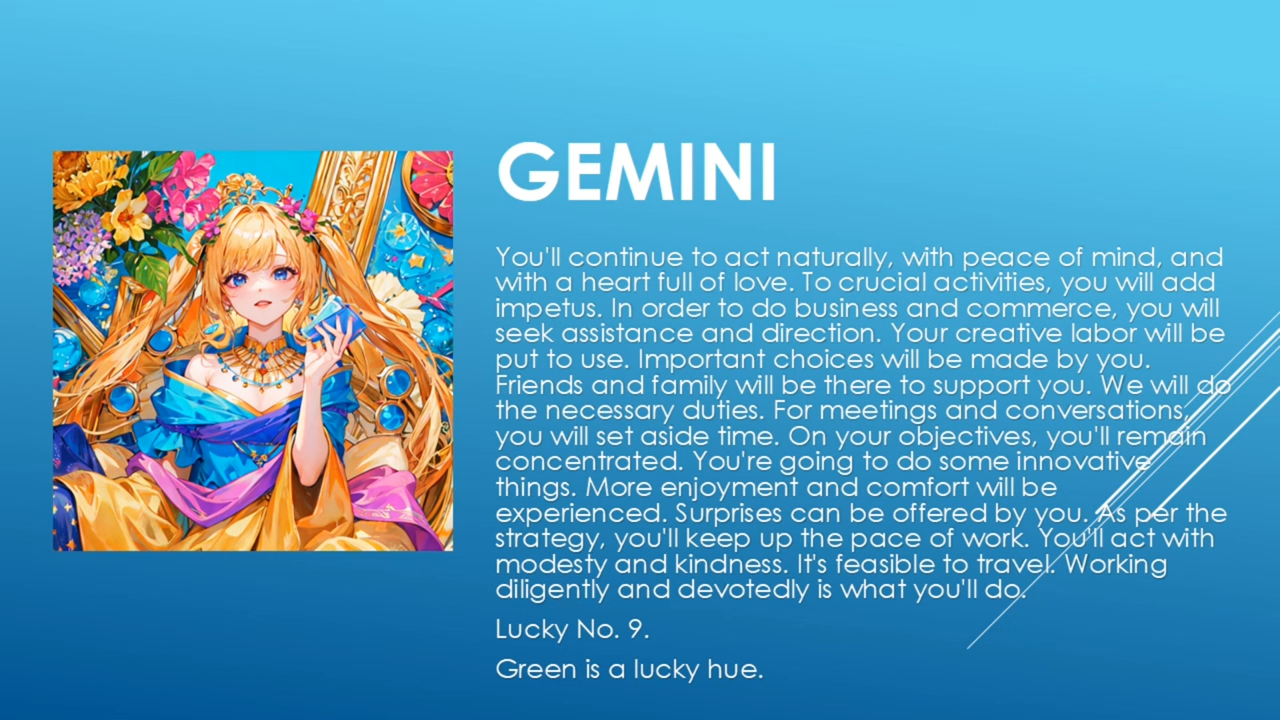 GEMINI
You'll continue to act naturally, with peace of mind, and
with a heart full of love. To crucial activities, you will add
impetus. In order to do business and commerce, you will
seek assistance and direction. Your creative labor will be
put to use. Important choices will be made by you.
Friends and family will be there to support you. We will do
the necessary duties. For meetings and conversations,
you will set aside time. On your objectives, you'll remain
concentrated. You're going to do some innovative
things. More enjoyment and comfort will be
experienced. Surprises can be offered by you. As per the
strategy, you'll keep up the pace of work. You'll act with
modesty and kindness. It's feasible to travel. Working
diligently and devotedly is what you'll do.
Lucky No. 9.
Green is a lucky hue.